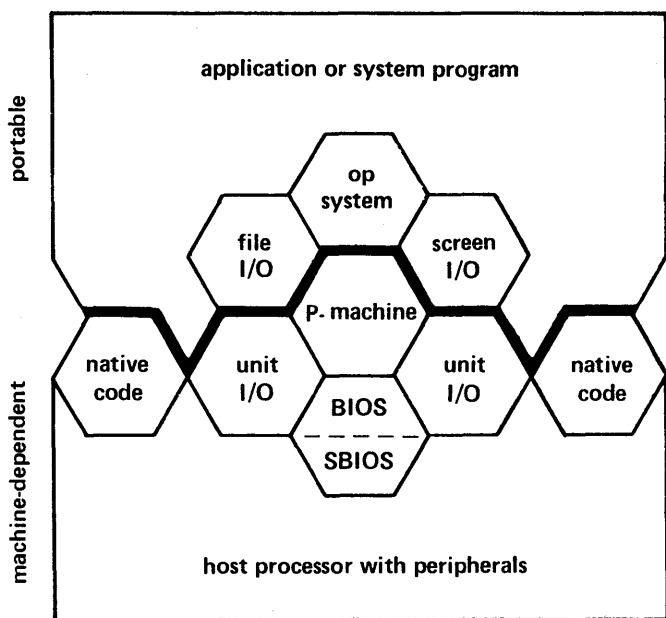 application or system program
portable
op
system
file
I/O
screen
I/O
P- machine
native
code
unit
I/O
unit
I/O
native
code
BIOS
SBIOS
machine-dependent
host processor with peripherals